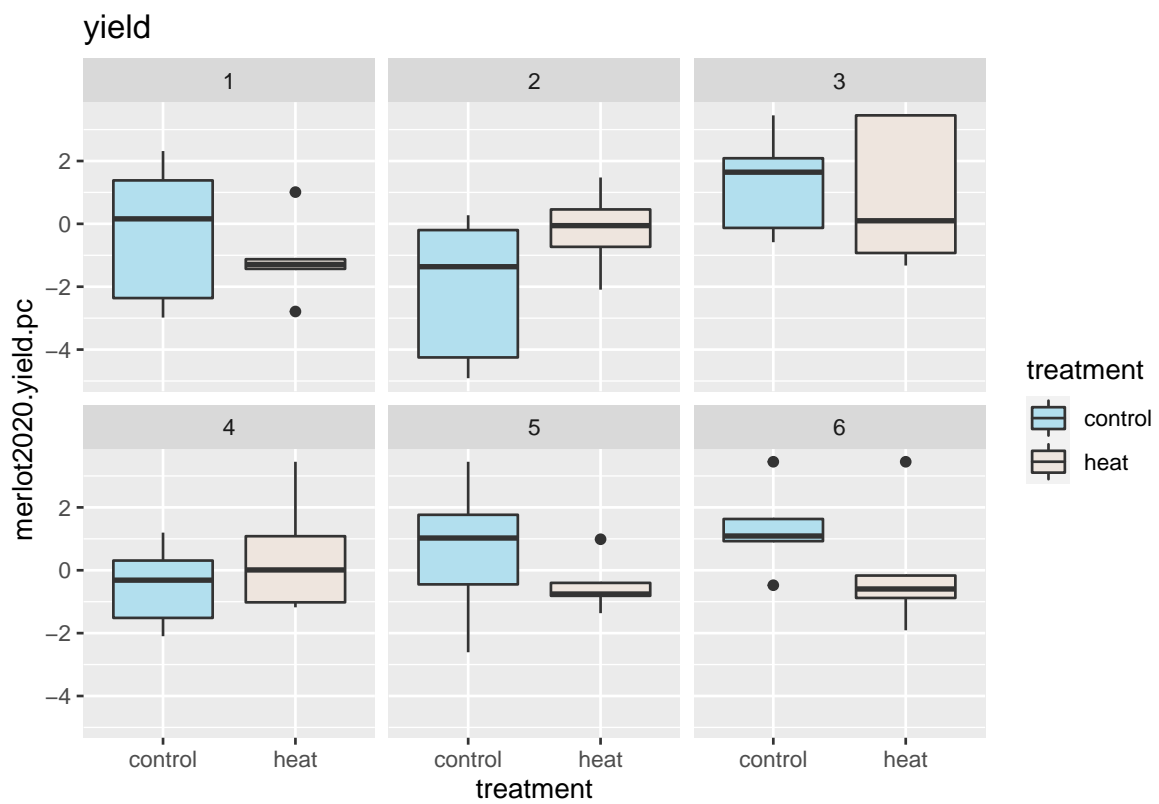 yield
1
2
3
2
0
−2
−4
4
5
6
2
0
−2
−4
control
heat
control
heat
control
heat
treatment
merlot2020.yield.pc
treatment
control
heat